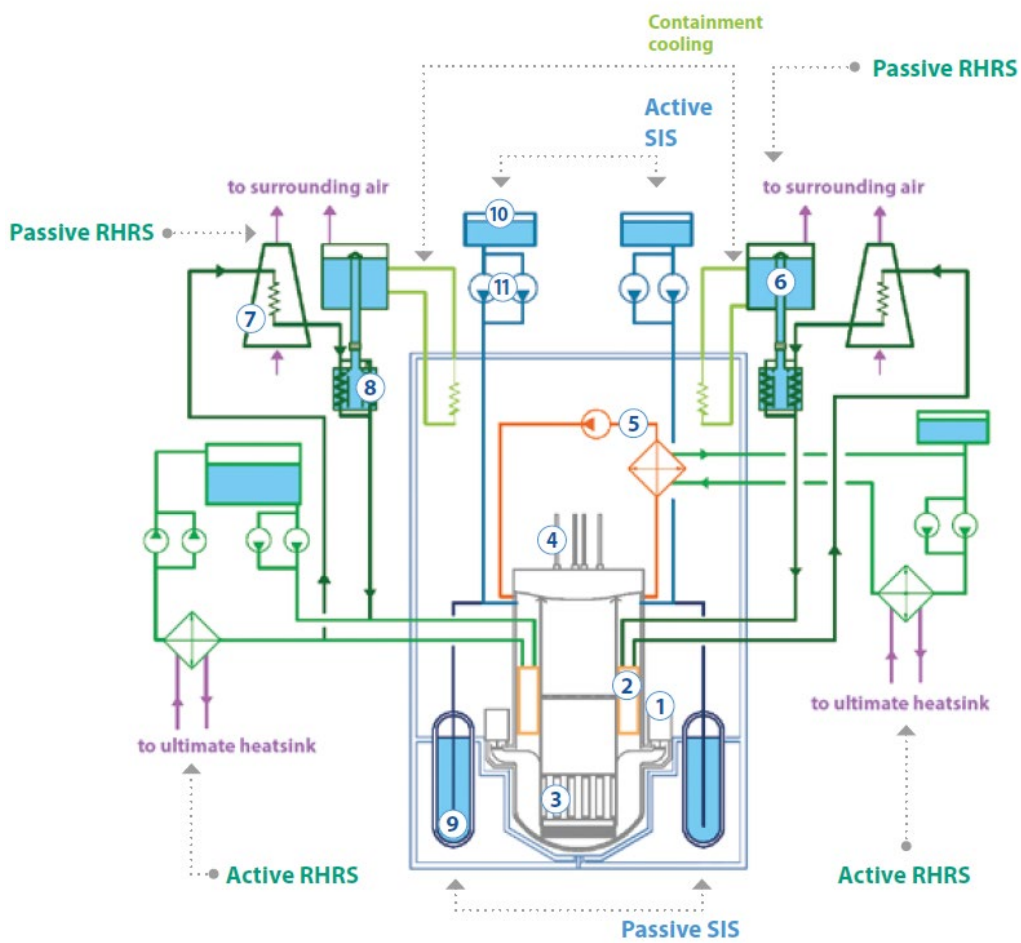 Containment
cooling
Passive RHRS
Active
SIS
to surrounding air
to surrounding air
10
Passive RHRS
11
6
7
8
5
4
2
1
to ultimate heatsink
to ultimate heatsink
3
9
Active RHRS
Active RHRS
Passive SIS